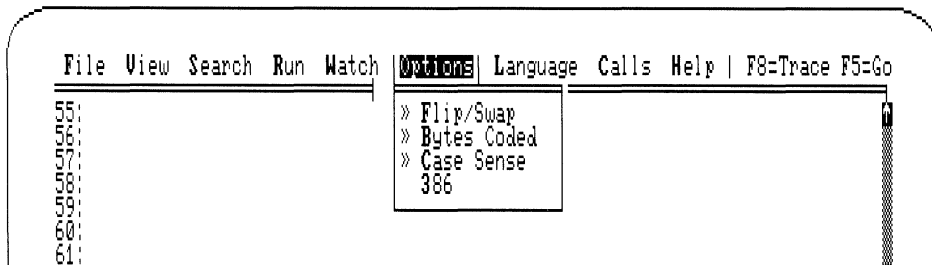 File View Search Run Watch Options Language Calls Help | F8=Trace F5=Go
55:
56:
57:
58:
59:
60:
61:
» Flip/Swap
» Bytes Coded
» Case Sense
386